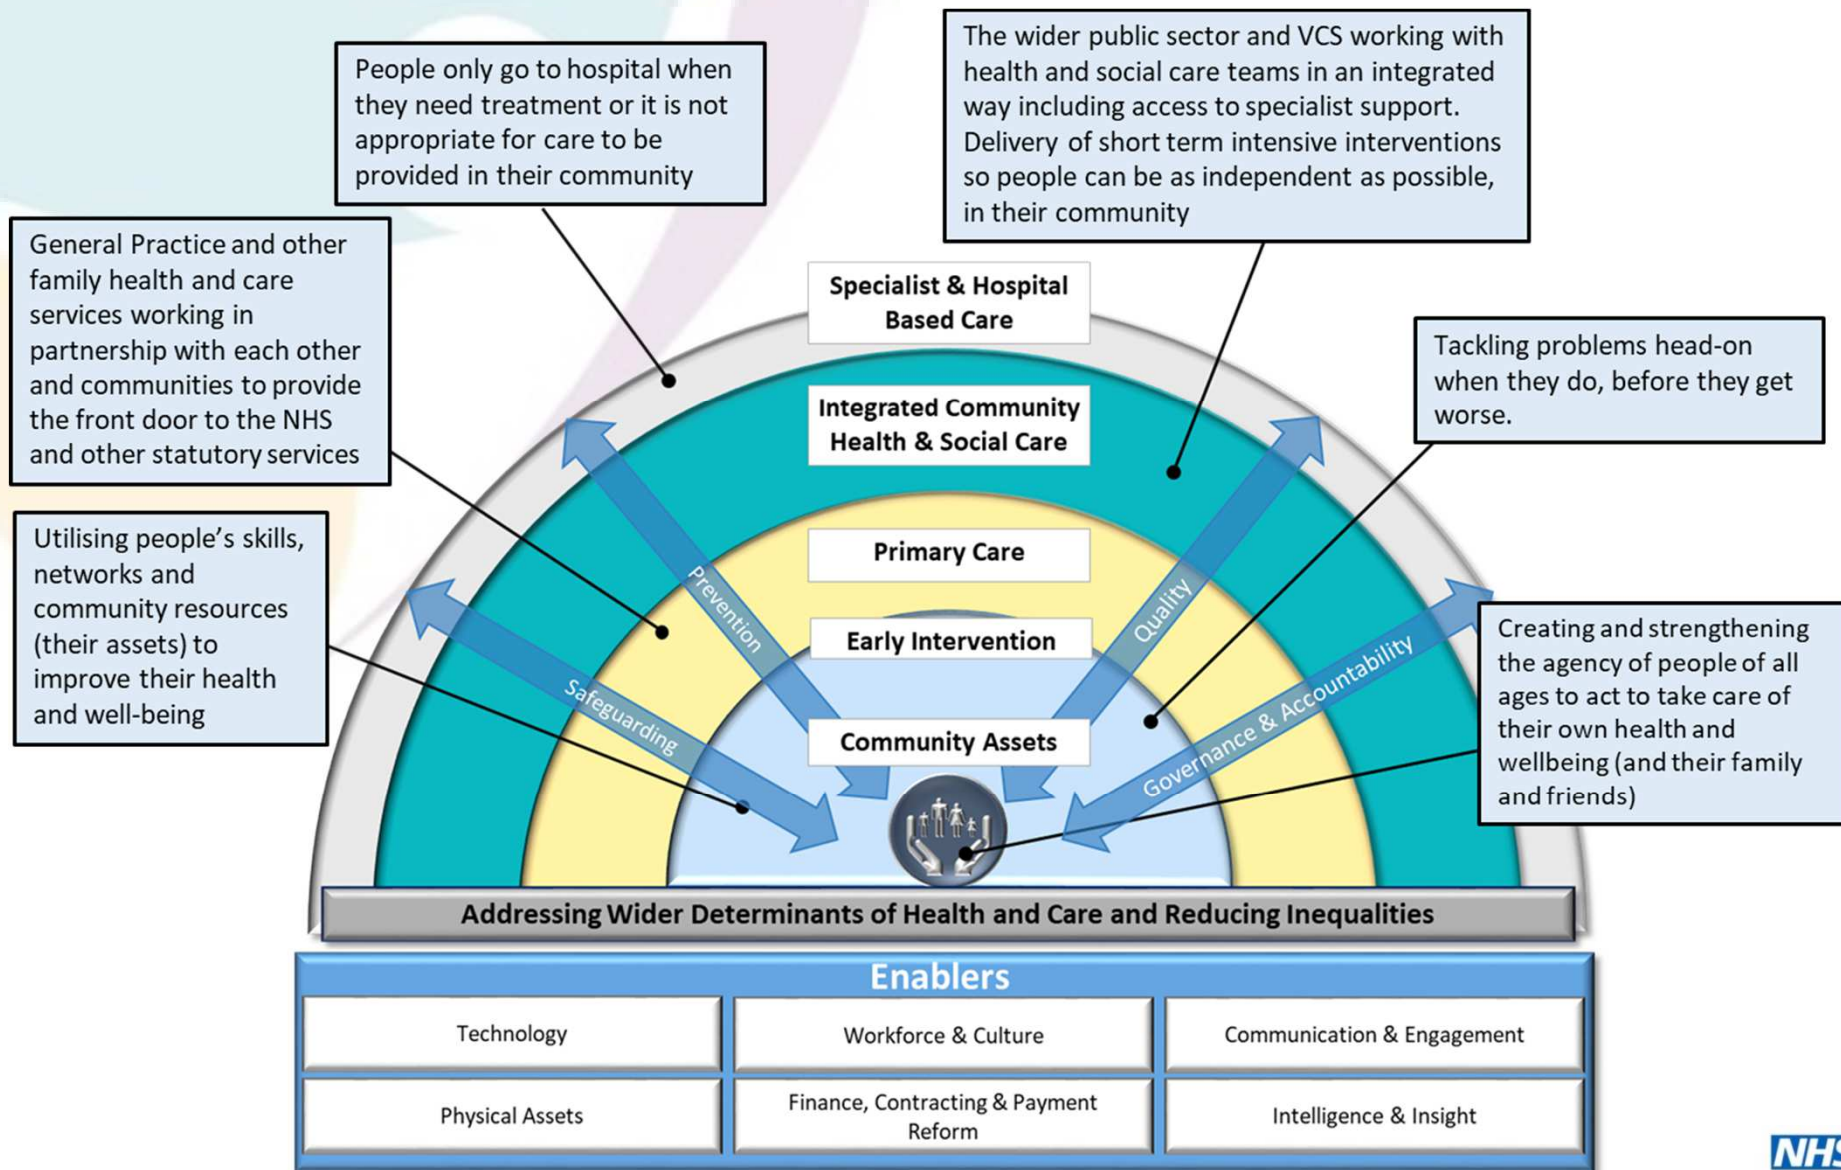 People only go to hospital when
they need treatment or it is not
appropriate for care to be
provided in their community
The wider public sector and VCS working with
health and social care teams in an integrated
way including access to specialist support.
Delivery of short term intensive interventions
so people can be as independent as possible,
in their community
General Practice and other
family health and care
services working in
partnership with each other
and communities to provide
the front door to the NHS
and other statutory services
Tackling problems head-on
when they do, before they get
worse.
Utilising people's skills,
networks and
community resources
(their assets) to
improve their health
and well-being
Creating and strengthening
the agency of people of all
ages to act to take care of
their own health and
wellbeing (and their family
and friends)
Specialist & Hospital
Based Care
Integrated Community
Health & Social Care
Primary Care
Early Intervention
Community Assets
Safeguarding
Prevention
Quality
Governance & Accountability
Addressing Wider Determinants of Health and Care and Reducing Inequalities
Enablers
Technology
Workforce & Culture
Communication & Engagement
Physical Assets
Finance, Contracting & Payment
Reform
Intelligence & Insight
NHS